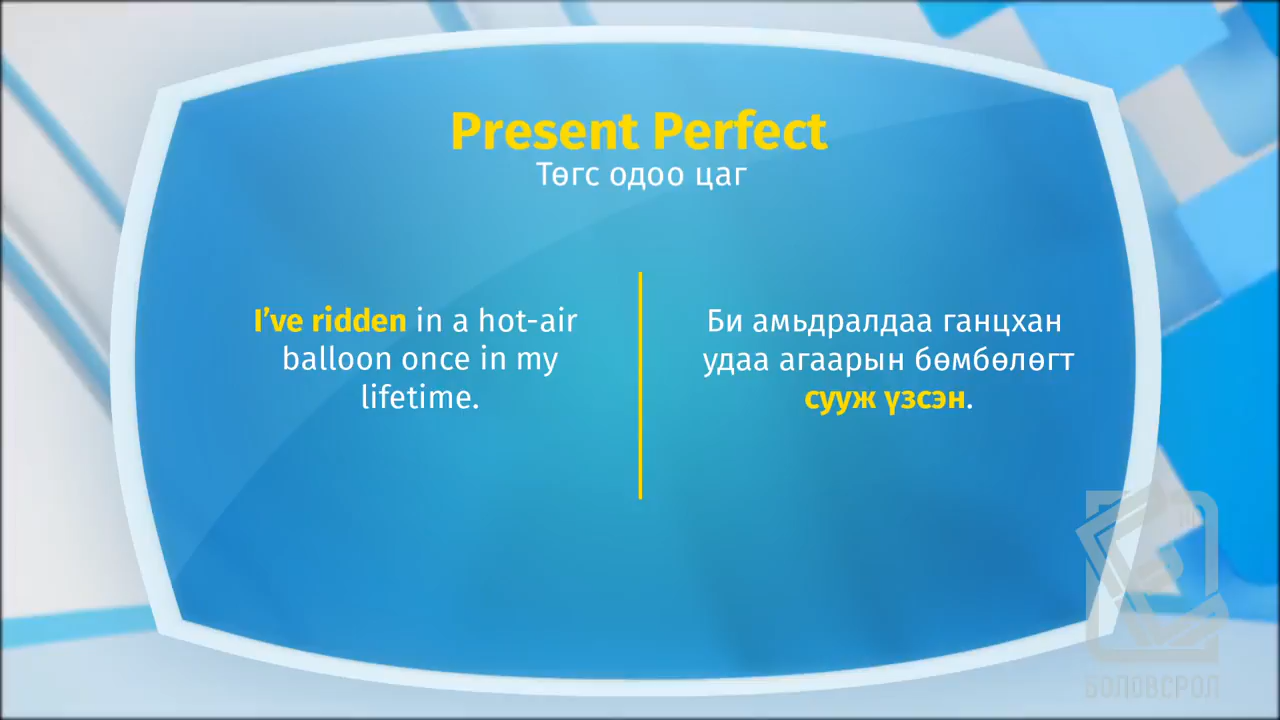 Present Perfect
Төгс одоо цаг
I’ve ridden in a hot-air
balloon once in my
lifetime.
Би амьдралдаа ганцхан
удаа агаарын бөмбөлөгт
сууж үзсэн.
БОЛОВСРОЛ